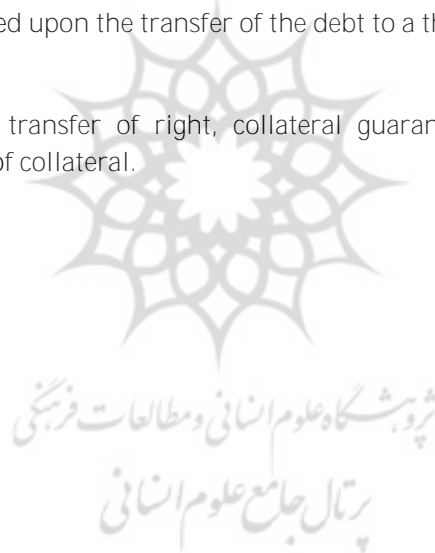 ed upon the transfer of the debt to a th
transfer of right, collateral guaran
of collateral.
پژوهشگاه علوم انسانی و مطالعات فرهنگی
پرتال جامع علوم انسانی